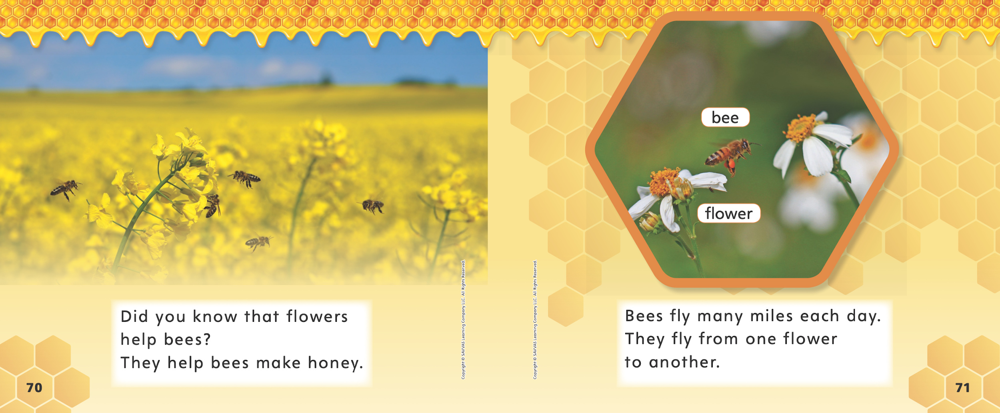 Did you know that flowers
help bees?
They help bees make honey.
70
Copyright © SAVVAS Learning Company LLC. All Rights Reserved.
Copyright © SAVVAS Learning Company LLC. All Rights Reserved.
bee
flower
Bees fly many miles each day.
They fly from one flower
to another.
71